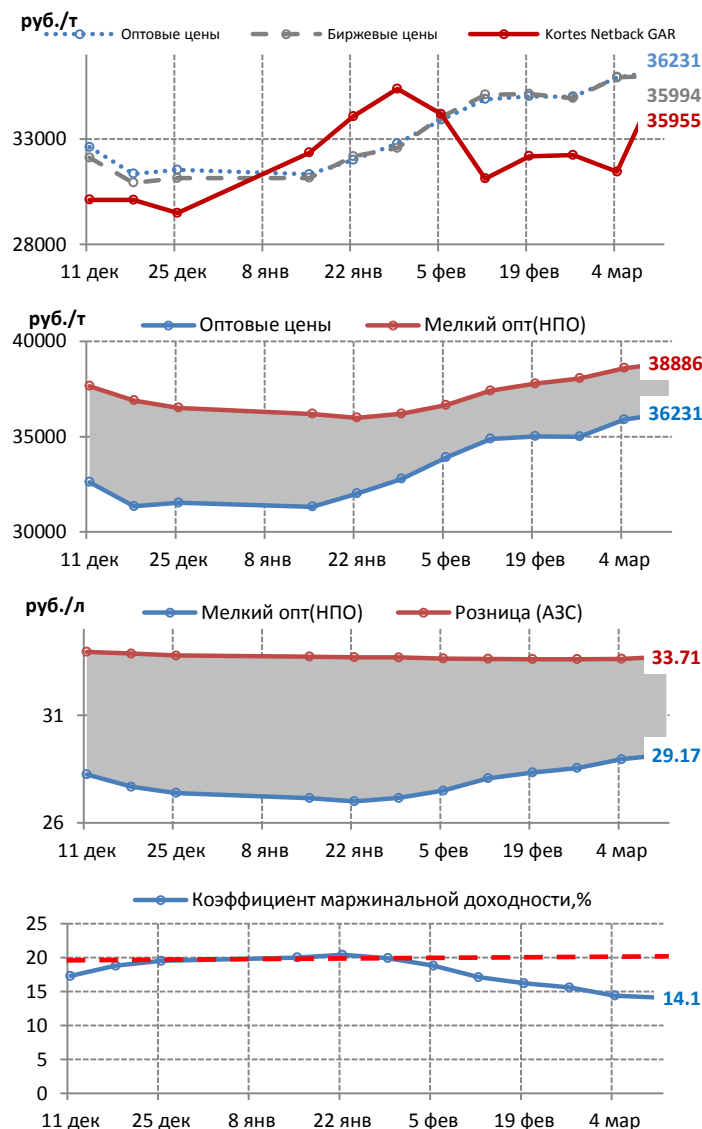 руб./т
Оптовые цены Биржевые цены Kortes Netback GAR
36231
35994
35955
33000
28000
11 дек 25 дек 8 янв 22 янв 5 фев 19 фев 4 мар
руб./т
Оптовые цены Мелкий опт(НПО)
40000
38886
36231
35000
30000
11 дек 25 дек 8 янв 22 янв 5 фев 19 фев 4 мар
руб./л
Мелкий опт(НПО) Розница (АЗС)
33.71
31
29.17
26
11 дек 25 дек 8 янв 22 янв 5 фев 19 фев 4 мар
Коэффициент маржинальной доходности,%
25
20
15
14.1
10
5
0
11 дек 25 дек 8 янв 22 янв 5 фев 19 фев 4 мар